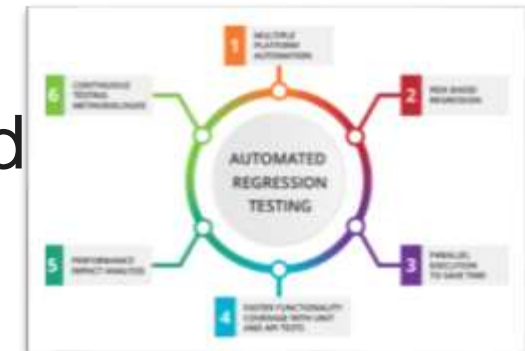 d
1
MULTIPLE
PLATFORM
AUTOMATION
2
RISK BASED
REGRESSION
3
PARALLEL
EXECUTION
TO SAVE TIME
4
FASTER FUNCTIONALITY
COVERAGE WITH UNIT
AND API TESTS
5
PERFORMANCE
IMPACT ANALYSIS
6
CONTINUOUS
TESTING
METHODOLOGIES
AUTOMATED
REGRESSION
TESTING